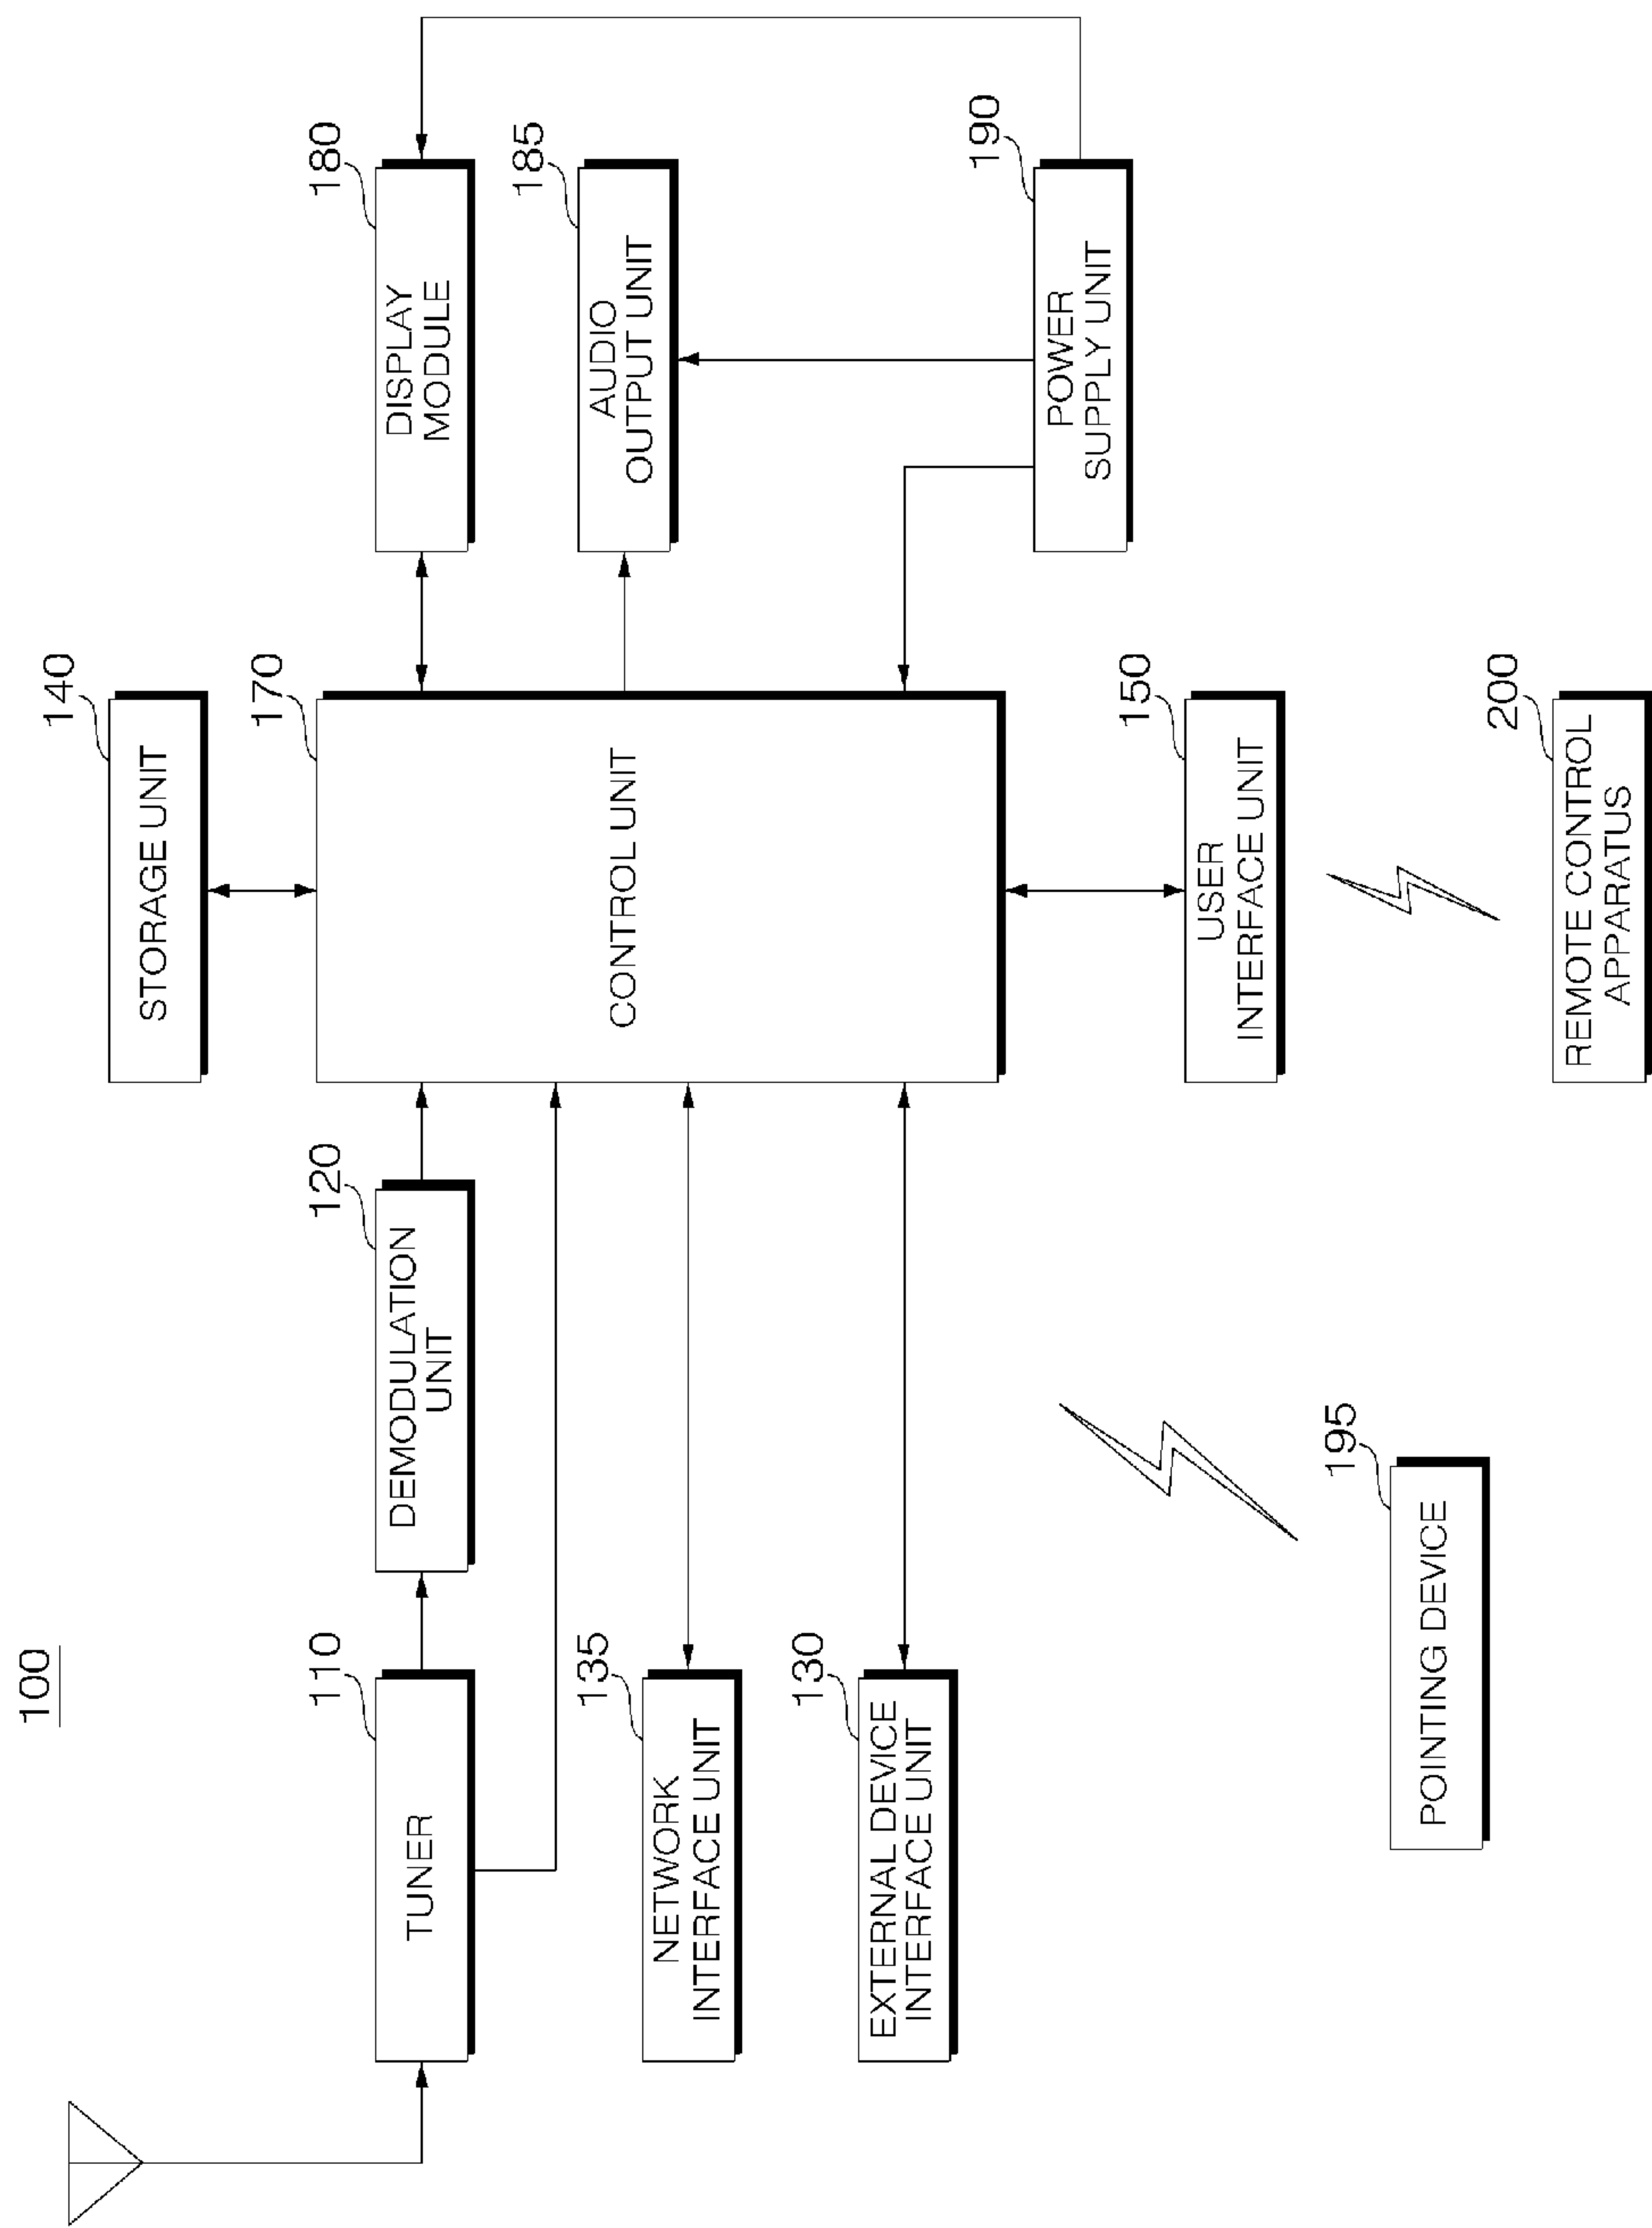 100
140
STORAGE UNIT
110
TUNER
120
DEMODULATION
UNIT
170
CONTROL UNIT
180
DISPLAY
MODULE
135
NETWORK
INTERFACE UNIT
185
AUDIO
OUTPUT UNIT
130
EXTERNAL DEVICE
INTERFACE UNIT
190
POWER
SUPPLY UNIT
150
USER
INTERFACE UNIT
195
POINTING DEVICE
200
REMOTE CONTROL
APPARATUS